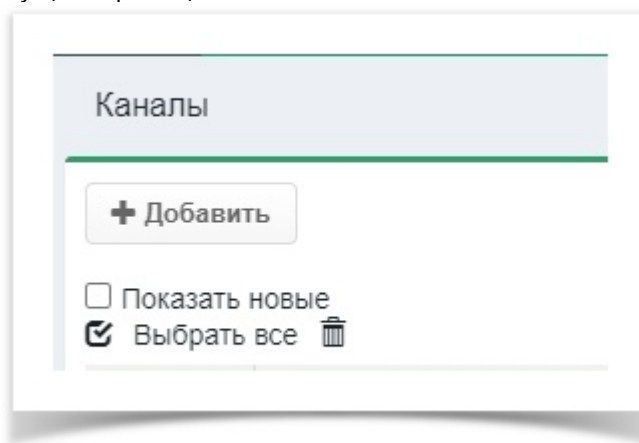 Каналы
Добавить
Показать новые
Выбрать все